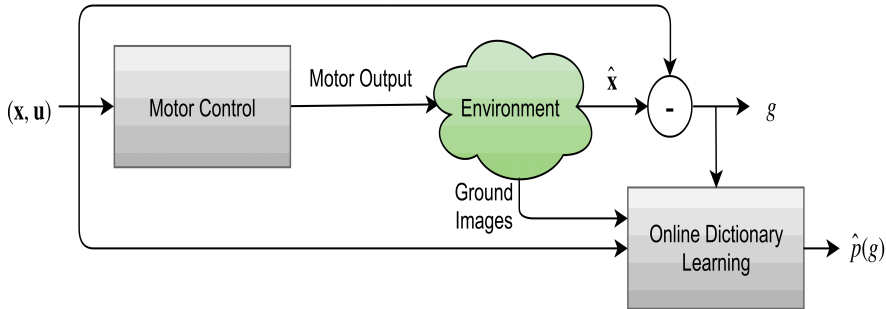 (x, u)
Motor Control
Motor Output
Environment
x̂
-
g
Ground
Images
Online Dictionary
Learning
p̂(g)